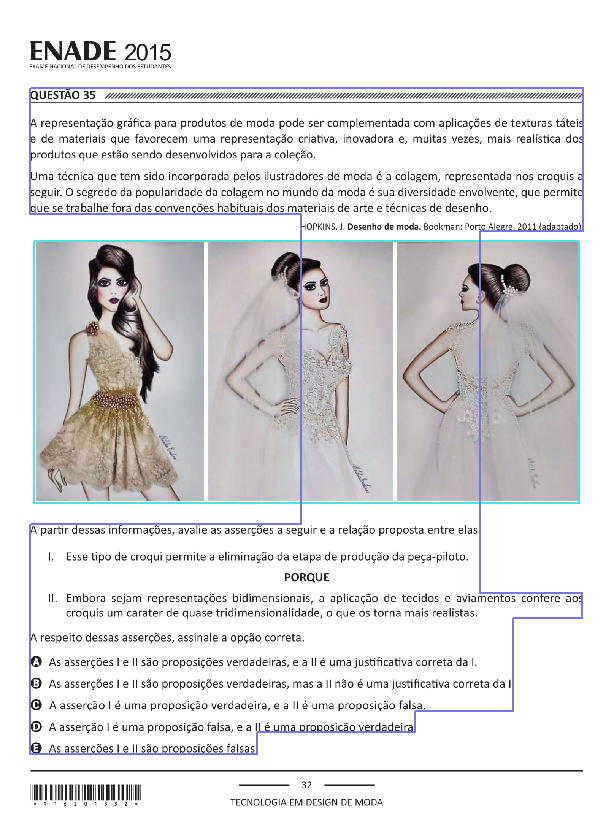 ENADE 2015
EXAME NACIONAL DE DESEMPENHO DOS ESTUDANTES
QUESTÃO 35
A representação gráfica para produtos de moda pode ser complementada com aplicações de texturas táteis
e de materiais que favorecem uma representação criativa, inovadora e, muitas vezes, mais realística dos
produtos que estão sendo desenvolvidos para a coleção.
Uma técnica que tem sido incorporada pelos ilustradores de moda é a colagem, representada nos croquis a
seguir. O segredo da popularidade da colagem no mundo da moda é sua diversidade envolvente, que permite
que se trabalhe fora das convenções habituais dos materiais de arte e técnicas de desenho.
HOPKINS, J. Desenho de moda. Bookman: Porto Alegre, 2011 (adaptado)
A partir dessas informações, avalie as asserções a seguir e a relação proposta entre elas
I. Esse tipo de croqui permite a eliminação da etapa de produção da peça-piloto.
PORQUE
II. Embora sejam representações bidimensionais, a aplicação de tecidos e aviamentos confere aos
croquis um carater de quase tridimensionalidade, o que os torna mais realistas.
A respeito dessas asserções, assinale a opção correta.
A As asserções I e II são proposições verdadeiras, e a II é uma justificativa correta da I.
B As asserções I e II são proposições verdadeiras, mas a II não é uma justificativa correta da I
C A asserção I é uma proposição verdadeira, e a II é uma proposição falsa.
D A asserção I é uma proposição falsa, e a II é uma proposição verdadeira
E As asserções I e II são proposições falsas
32
TECNOLOGIA EM DESIGN DE MODA